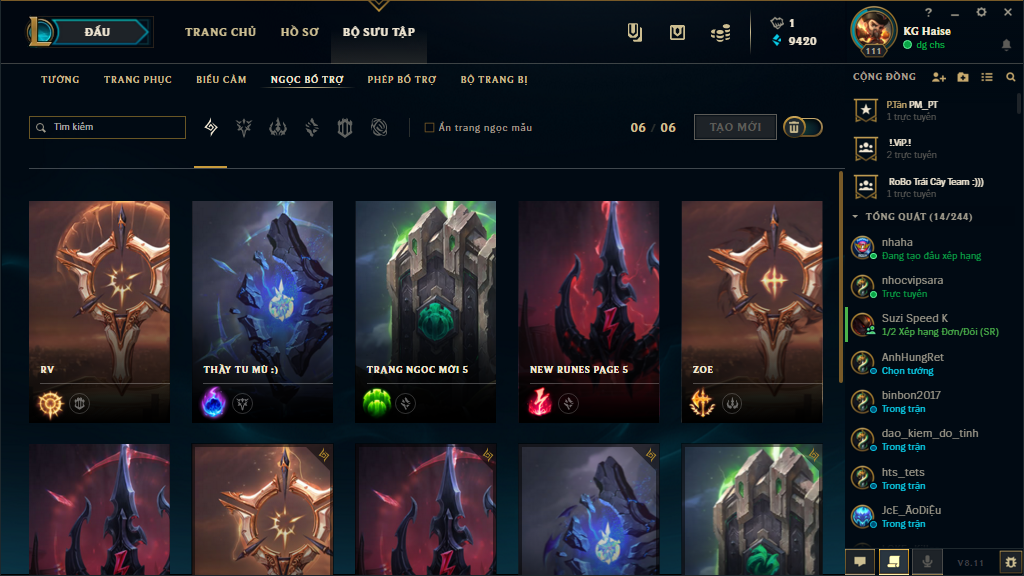 ĐẤU
TRANG CHỦ
HỒ SƠ
BỘ SƯU TẬP
1
9420
111
KG Haise
dg chs
TƯỚNG
TRANG PHỤC
BIỂU CẢM
NGỌC BỔ TRỢ
PHÉP BỔ TRỢ
BỘ TRANG BỊ
Tìm kiếm
Ẩn trang ngọc mẫu
06 / 06
TẠO MỚI
RV
THẦY TU MÙ :)
TRANG NGỌC MỚI 5
NEW RUNES PAGE 5
ZOE
CỘNG ĐỒNG
P.Tân PM_PT
1 trực tuyến
!.ViP.!
2 trực tuyến
RoBo Trái Cây Team :)))
1 trực tuyến
TỔNG QUÁT (14/244)
nhaha
Đang tạo đấu xếp hạng
nhocvipsara
Trực tuyến
Suzi Speed K
1/2 Xếp hạng Đơn/Đôi (SR)
AnhHungRet
Chọn tướng
binbon2017
Trong trận
dao_kiem_do_tinh
Trong trận
hts_tets
Trong trận
JcE_ÃoDiệu
Trong trận
V8.11